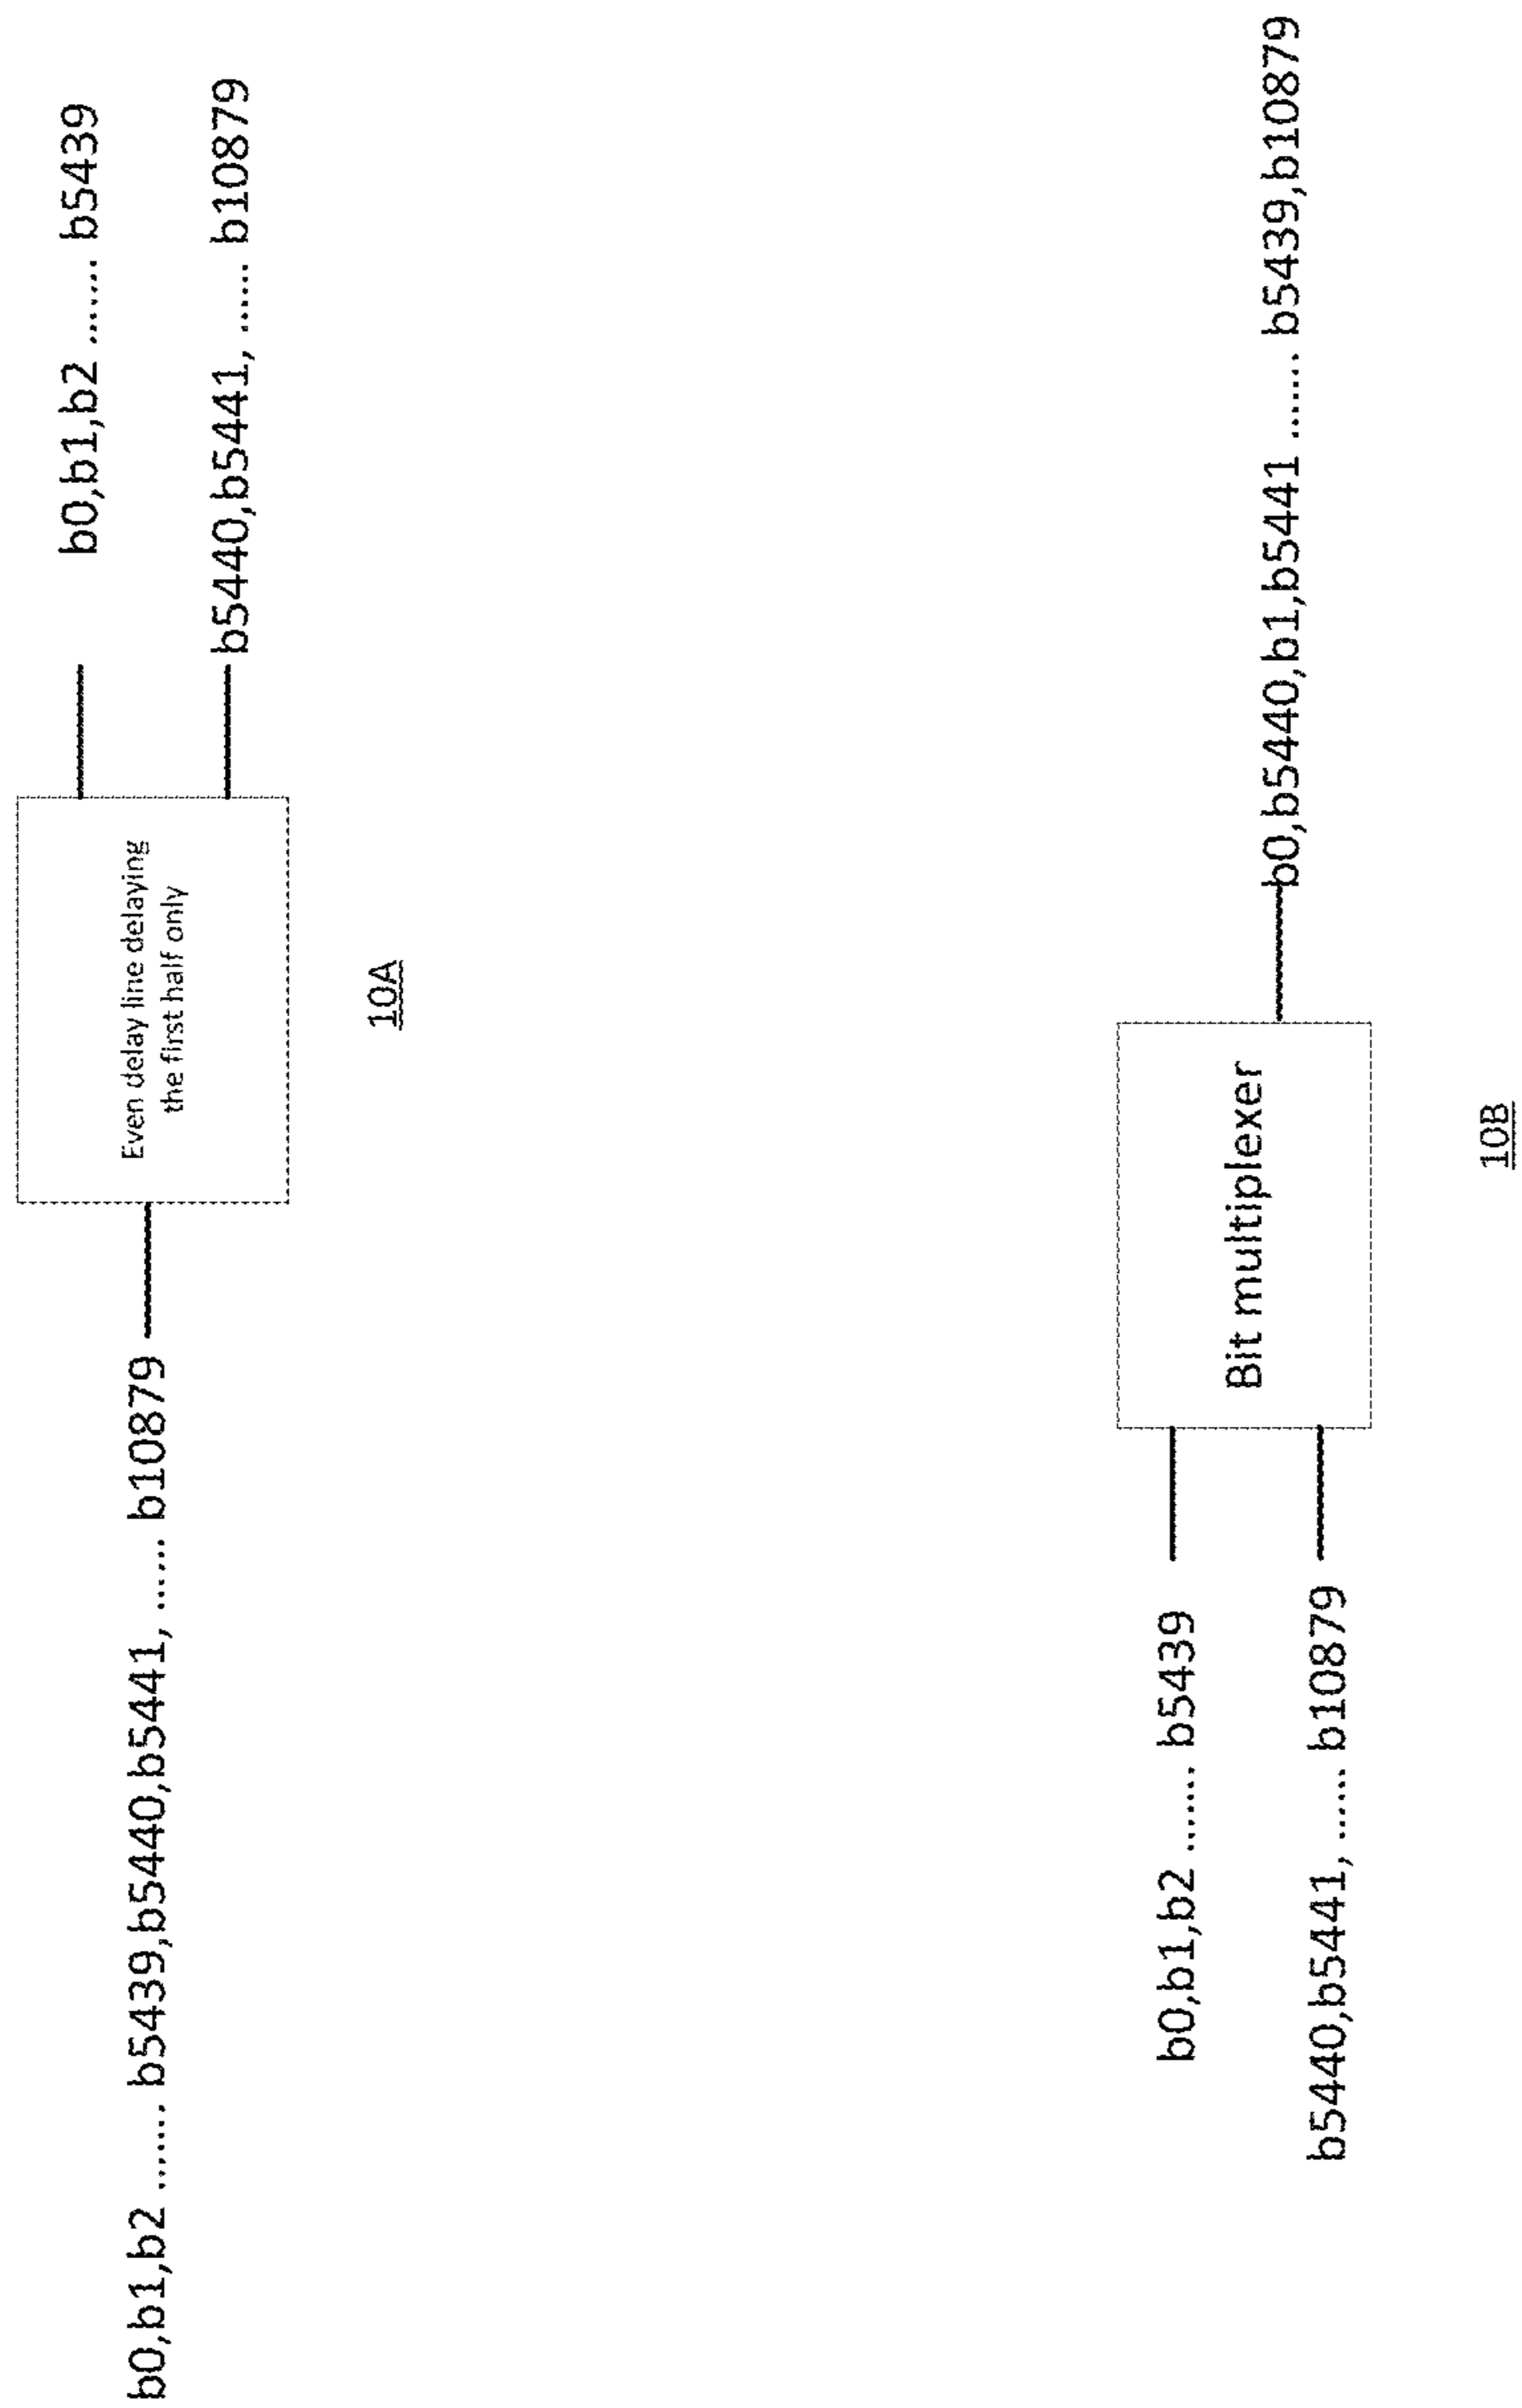 b0,b1,b2 ....... b5439,b5440,b5441, ...... b10879
Even delay line delaying
the first half only
b0,b1,b2 ....... b5439
b5440,b5441, ...... b10879
10A
b0,b1,b2 ....... b5439
b5440,b5441, ...... b10879
Bit multiplexer
b0,b5440,b1,b5441 ....... b5439,b10879
10B